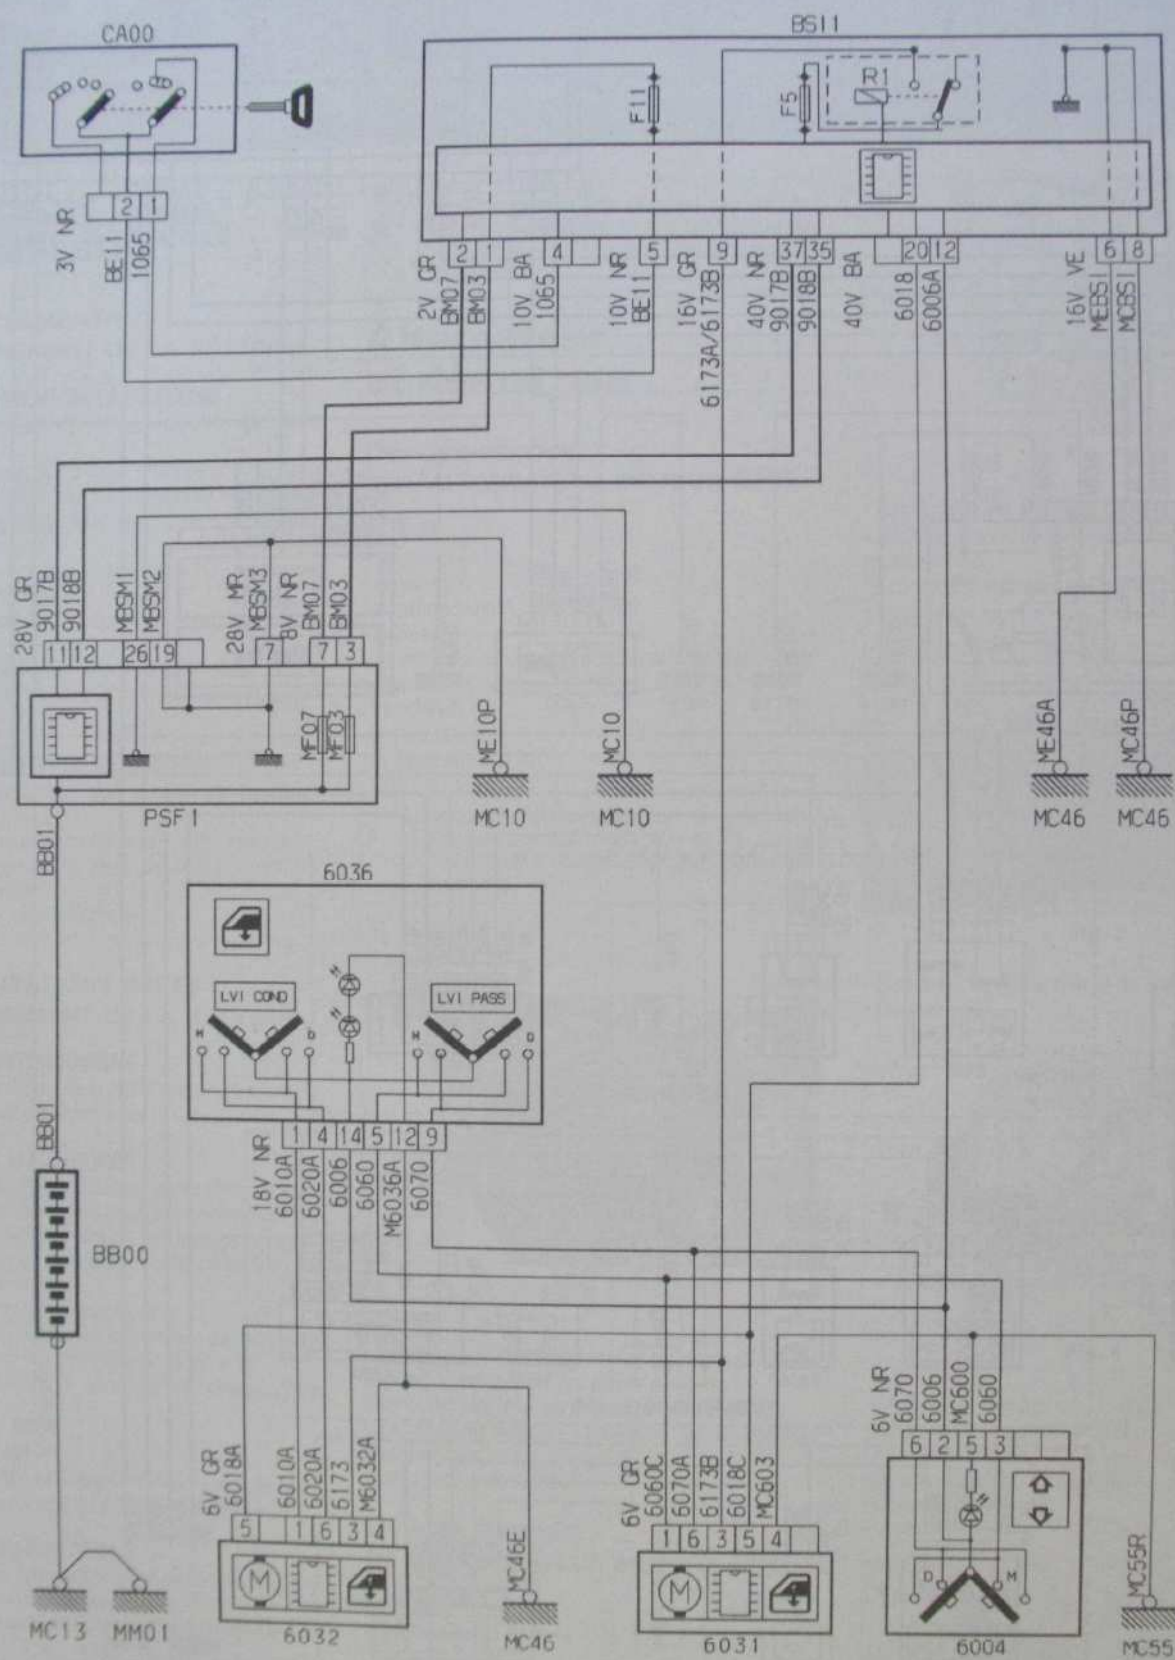 CA00
BSI1
R1
F11
F5
2 1
3V NR
BE11
1065
2 1 4 5 9 37 35 20 12 6 8
2V GR
BM07
BM03
10V BA
1065
10V NR
BE11
16V GR
6173A/6173B
40V NR
9017B
9018B
40V BA
6018
6006A
16V VE
MEBS1
MCBS1
28V GR
9017B
9018B
MBSM1
MBSM2
28V MR
MBSM3
8V NR
BM07
BM03
11 12 26 19 7 7 3
MF07
MF03
PSF1
ME10P
MC10
MC10
MC10
ME46A
MC46P
MC46
MC46
BB01
BB01
BB00
MC13
MM01
6036
LVI COND
LVI PASS
M D M D
1 4 14 5 12 9
18V NR
6010A
6020A
6006
6060
M6036A
6070
6V GR
6018A
6010A
6020A
6173
M6032A
5 1 6 3 4
M
6032
MC46E
MC46
6V GR
6060C
6070A
6173B
6018C
MC603
1 6 3 5 4
M
6031
6V NR
6070
6006
MC600
6060
6 2 5 3
D M
6004
MC55R
MC55